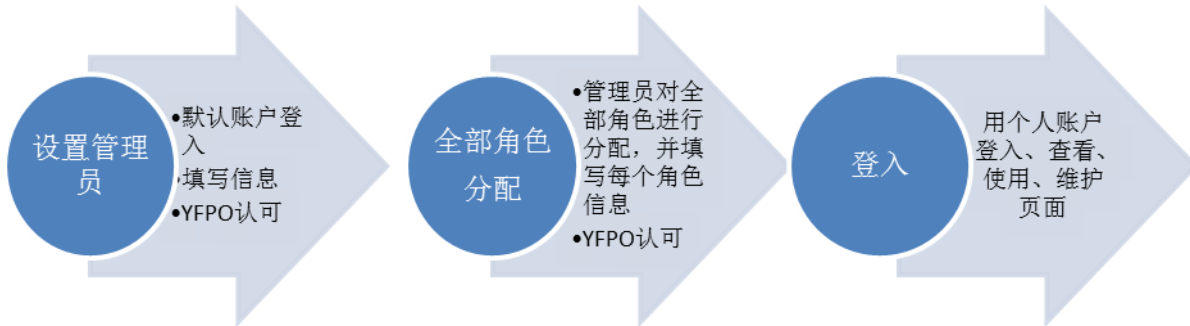 设置管理
员
•默认账户登
入
•填写信息
•YFPO认可
全部角色
分配
•管理员对全
部角色进行
分配，并填
写每个角色
信息
•YFPO认可
登入
用个人账户
登入、查看、
使用、维护
页面